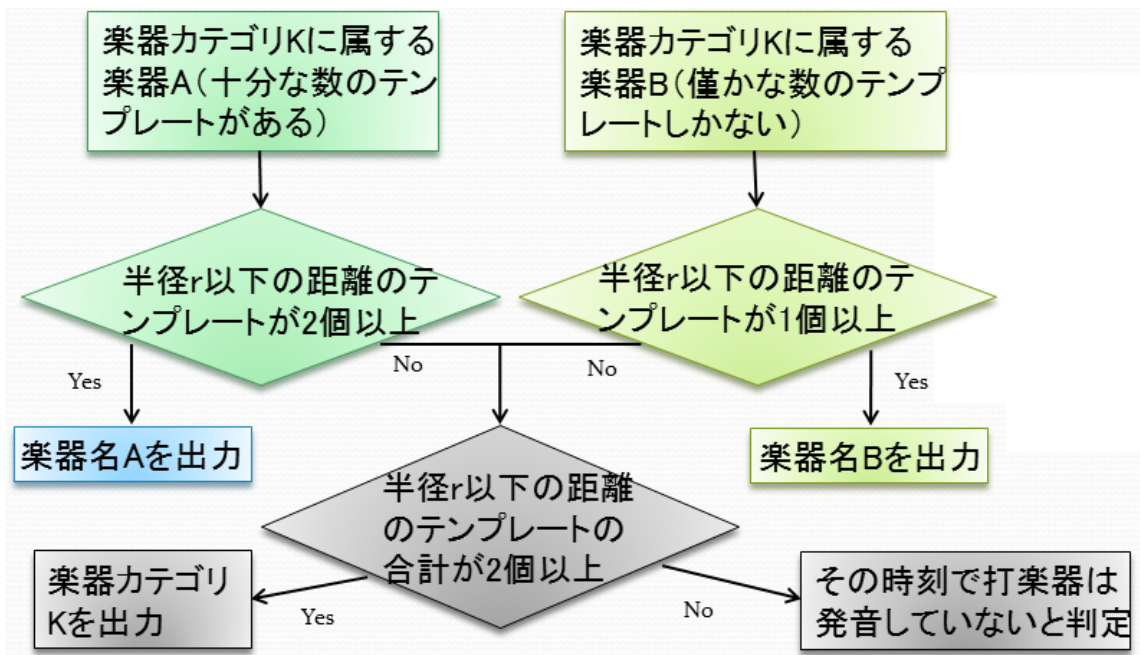 楽器カテゴリKに属する
楽器A(十分な数のテン
プレートがある)
楽器カテゴリKに属する
楽器B(僅かな数のテンプ
レートしかない)
半径r以下の距離のテ
ンプレートが2個以上
半径r以下の距離のテ
ンプレートが1個以上
Yes
No
No
Yes
楽器名Aを出力
楽器名Bを出力
半径r以下の距離
のテンプレートの
合計が2個以上
楽器カテゴリ
Kを出力
Yes
No
その時刻で打楽器は
発音していないと判定